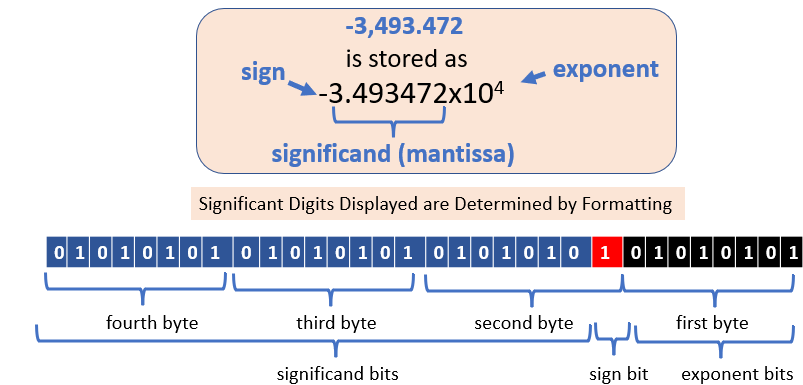 -3,493.472
is stored as
sign
exponent
-3.493472x10⁴
significand (mantissa)
Significant Digits Displayed are Determined by Formatting
0 1 0 1 0 1 0 1 0 1 0 1 0 1 0 1 0 1 0 1 0 1 0 1 0 1 0 1 0 1 0 1
fourth byte third byte second byte first byte
significand bits sign bit exponent bits